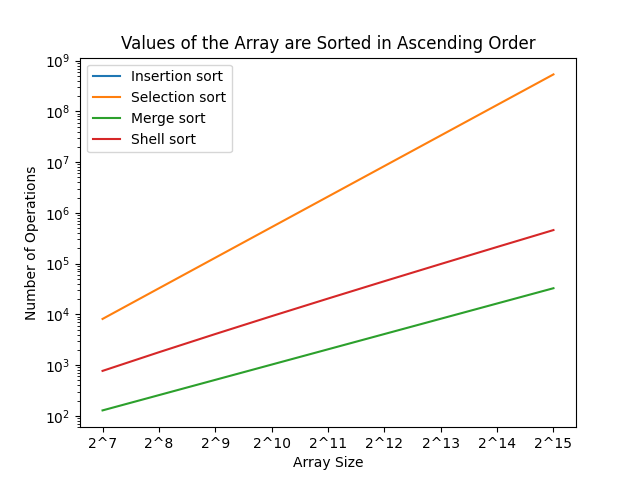 Values of the Array are Sorted in Ascending Order
Insertion sort
Selection sort
Merge sort
Shell sort
Number of Operations
10^9
10^8
10^7
10^6
10^5
10^4
10^3
10^2
2^7 2^8 2^9 2^10 2^11 2^12 2^13 2^14 2^15
Array Size